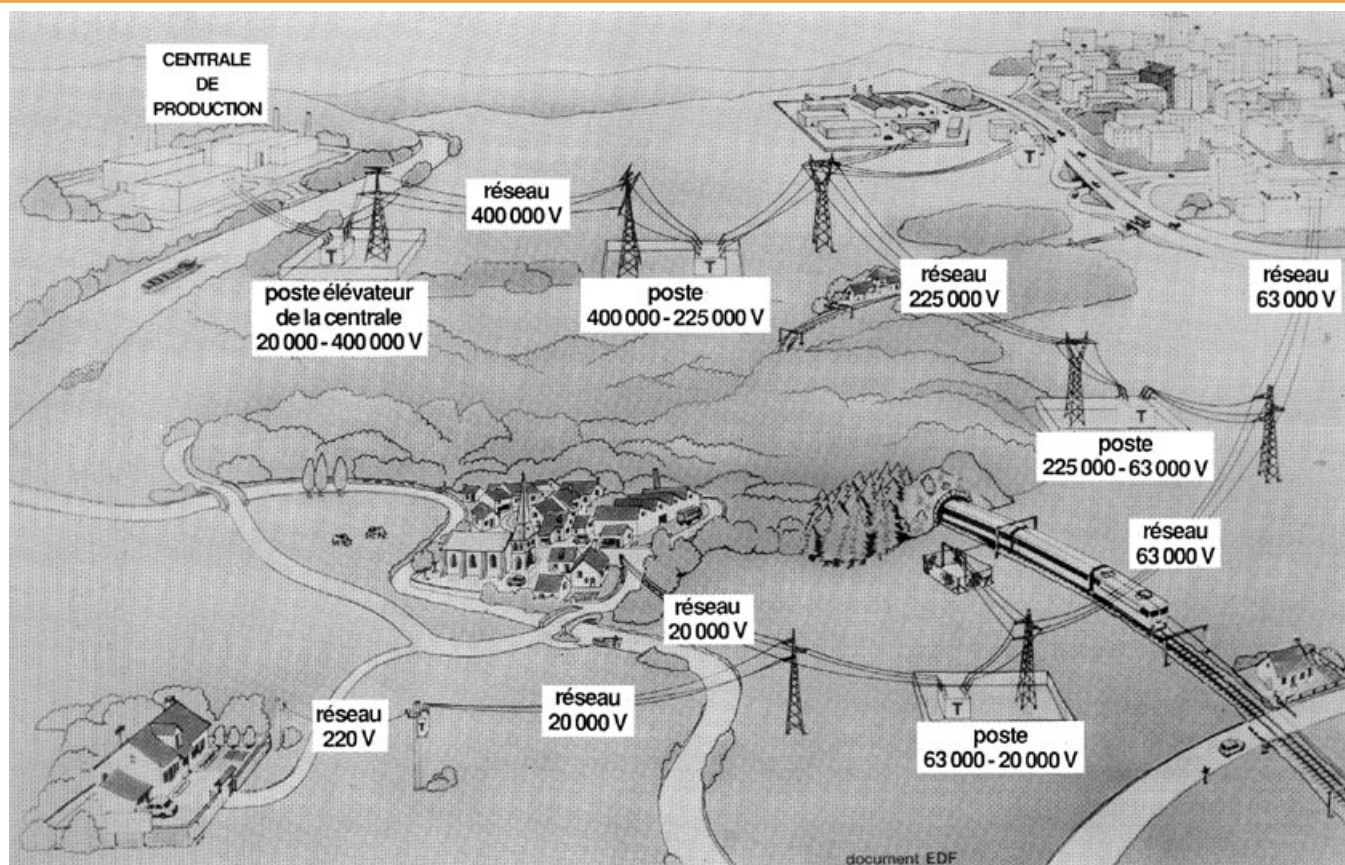 CENTRALE
DE
PRODUCTION
T
réseau
400 000 V
T
T
réseau
225 000 V
réseau
63 000 V
poste élévateur
de la centrale
20 000 - 400 000 V
poste
400 000 - 225 000 V
T
poste
225 000 - 63 000 V
réseau
63 000 V
réseau
20 000 V
réseau
220 V
T
réseau
20 000 V
T
poste
63 000 - 20 000 V
document EDF